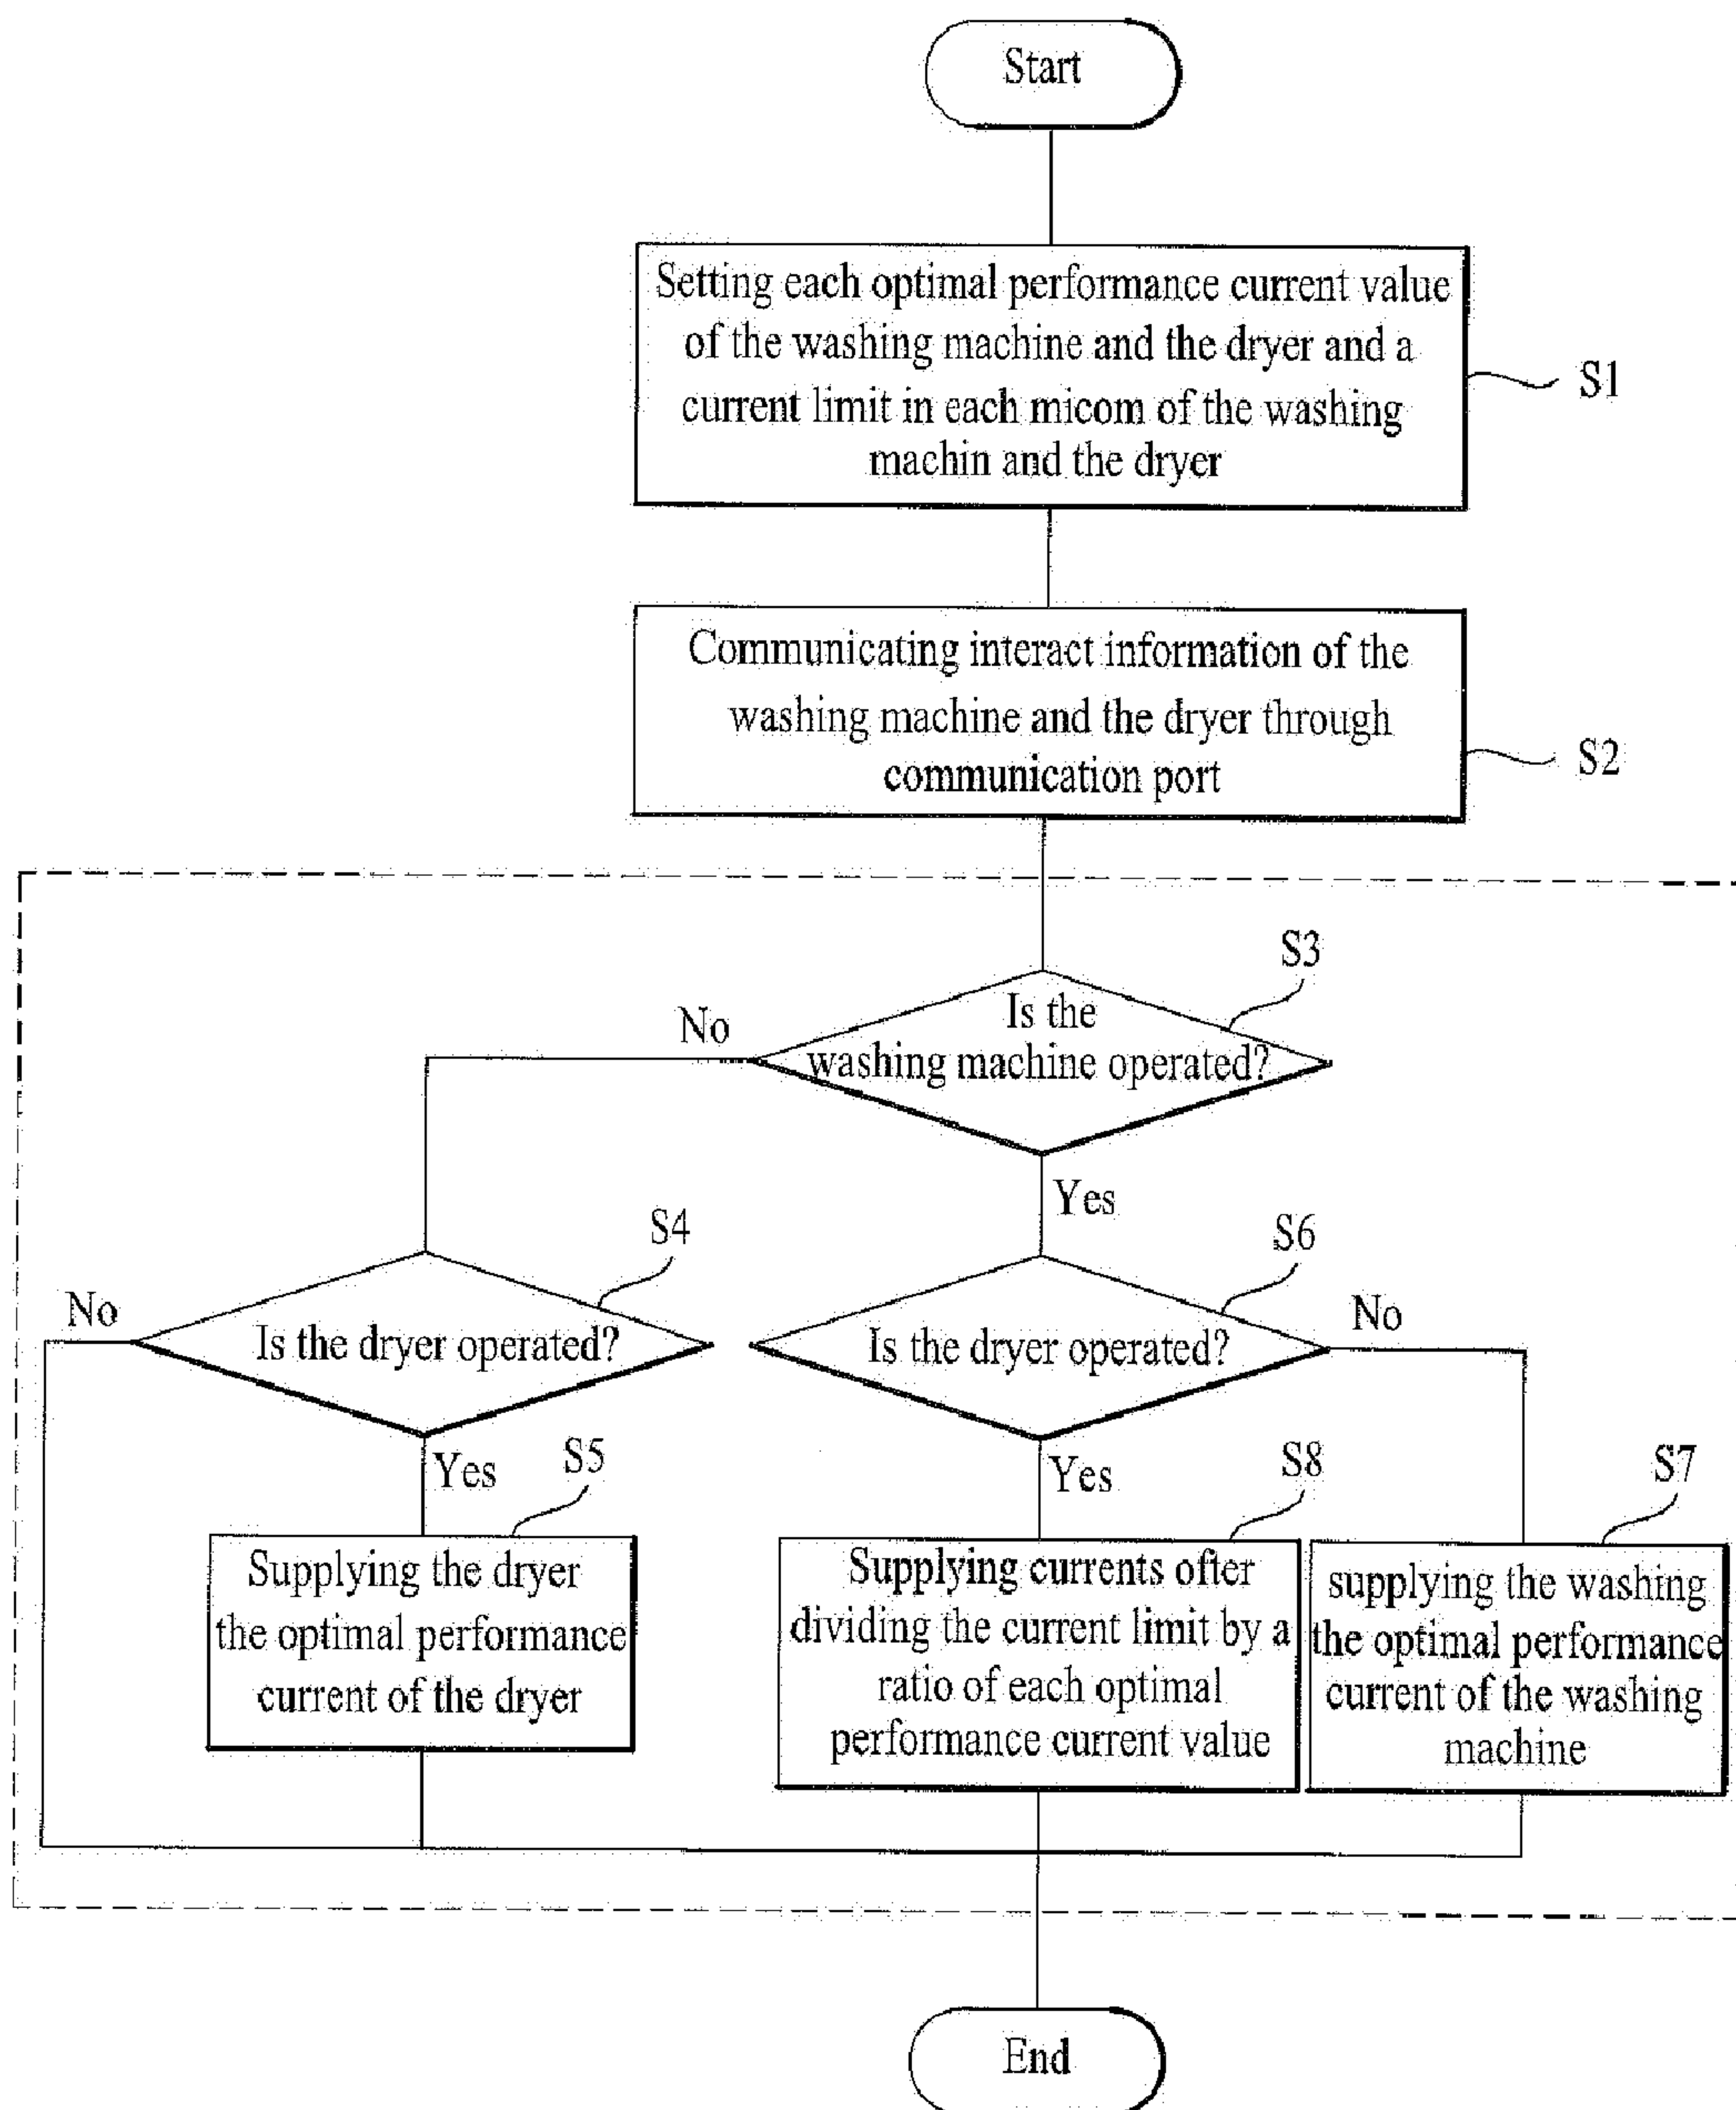 Start
Setting each optimal performance current value
of the washing machine and the dryer and a
current limit in each micom of the washing
machin and the dryer
S1
Communicating interact information of the
washing machine and the dryer through
communication port
S2
S3
Is the
washing machine operated?
No
Yes
S4
Is the dryer operated?
No
Yes
S5
Supplying the dryer
the optimal performance
current of the dryer
S6
Is the dryer operated?
No
Yes
S8
Supplying currents ofter
dividing the current limit by a
ratio of each optimal
performance current value
S7
supplying the washing
the optimal performance
current of the washing
machine
End